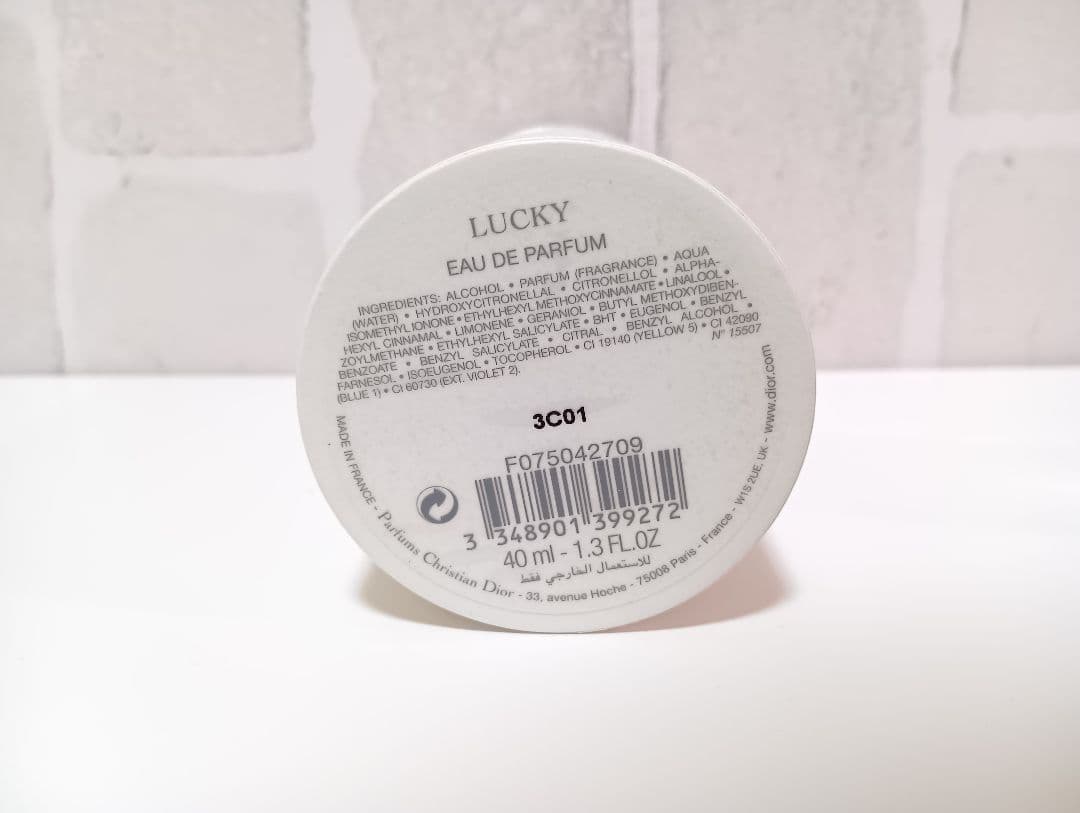 LUCKY
EAU DE PARFUM
INGREDIENTS: ALCOHOL • PARFUM (FRAGRANCE) • AQUA
(WATER) • HYDROXYCITRONELLAL • CITRONELLOL • ALPHA-
ISOMETHYL IONONE • ETHYLHEXYL METHOXYCINNAMATE • LINALOOL •
HEXYL CINNAMAL • LIMONENE • GERANIOL • BUTYL METHOXYDIBEN-
ZOYLMETHANE • ETHYLHEXYL SALICYLATE • BHT • EUGENOL • BENZYL
BENZOATE • BENZYL SALICYLATE • CITRAL • BENZYL ALCOHOL •
FARNESOL • ISOEUGENOL • TOCOPHEROL • CI 19140 (YELLOW 5) • CI 42090
(BLUE 1) • CI 60730 (EXT. VIOLET 2).
N° 15507
3C01
F075042709
3 348901 399272
40 ml - 1.3 FL.OZ
للاستعمال الخارجي فقط
MADE IN FRANCE - Parfums Christian Dior - 33, avenue Hoche - 75008 Paris - France - W1S 2UE, UK - www.dior.com